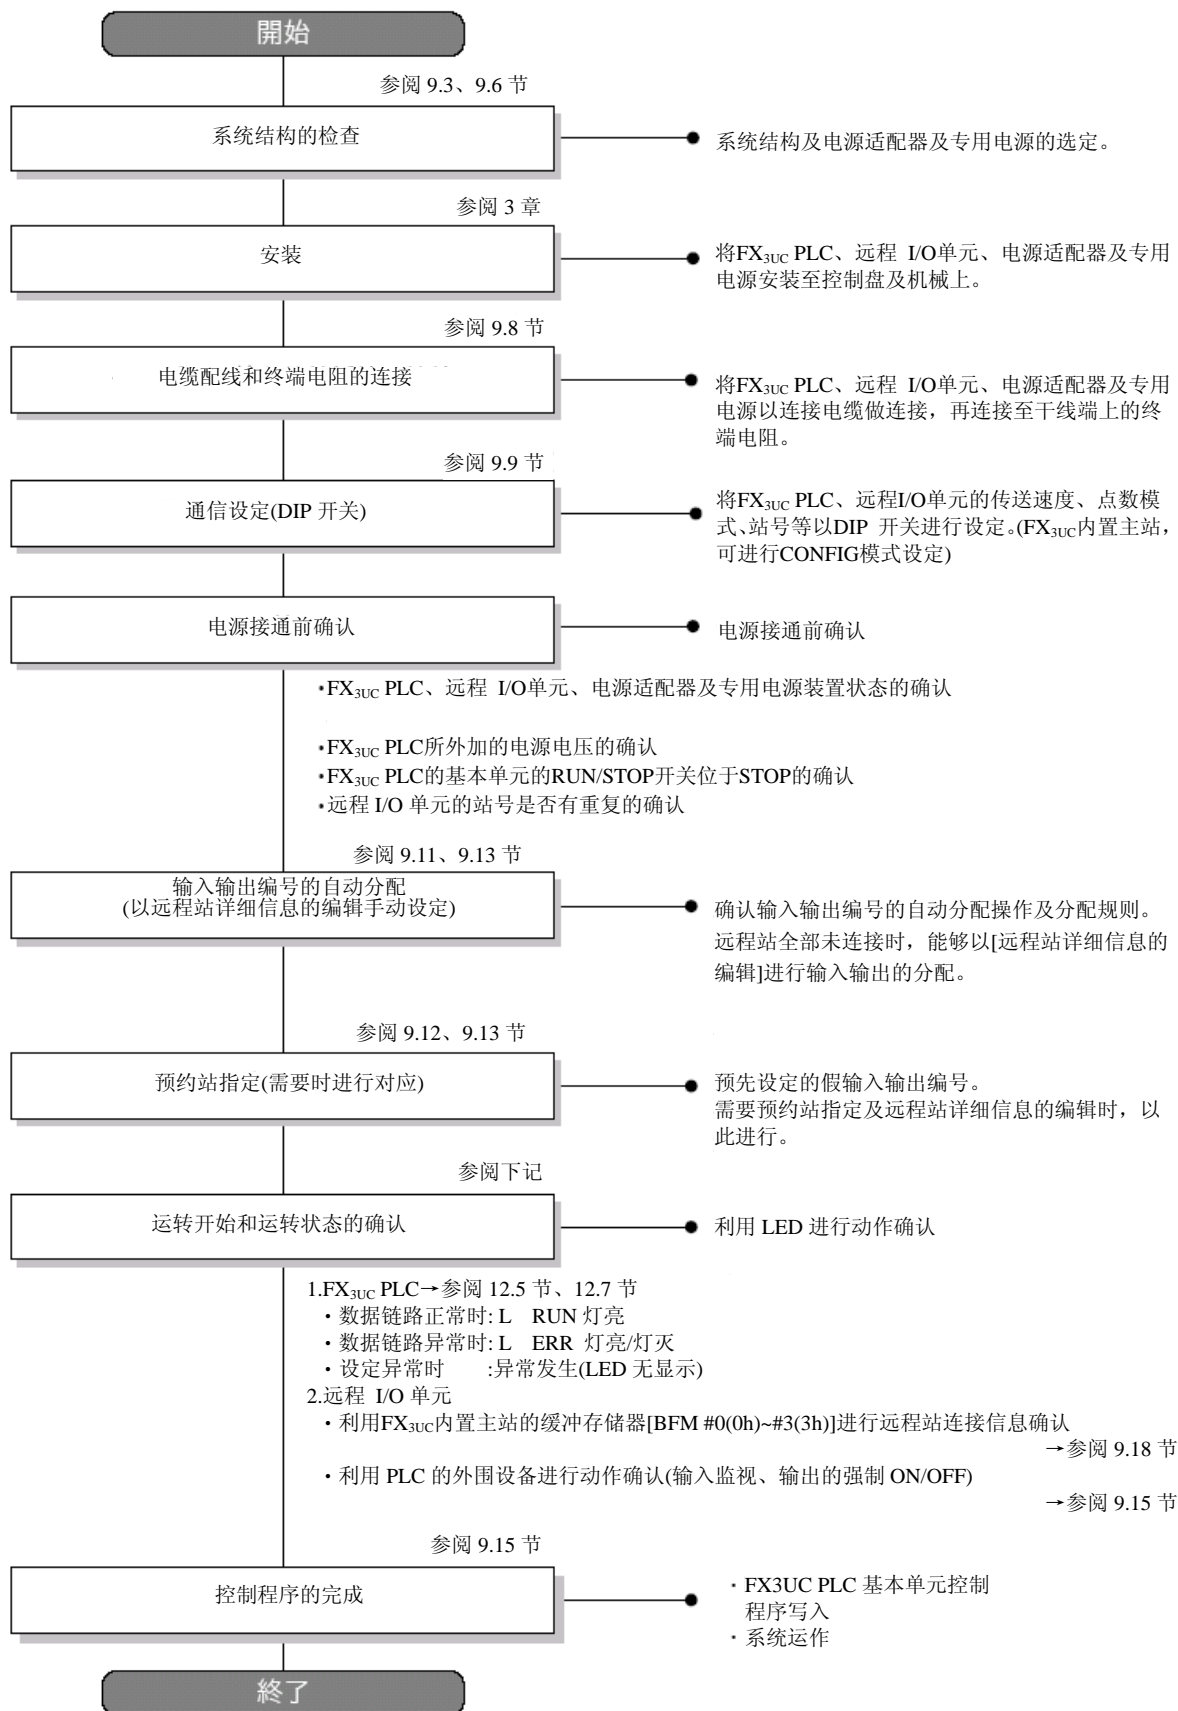 開始
参阅 9.3、9.6 节
系统结构的检查
系统结构及电源适配器及专用电源的选定。
参阅 3 章
安装
将FX3UC PLC、远程 I/O单元、电源适配器及专用
电源安装至控制盘及机械上。
参阅 9.8 节
电缆配线和终端电阻的连接
将FX3UC PLC、远程 I/O单元、电源适配器及专用
电源以连接电缆做连接，再连接至干线端上的终
端电阻。
参阅 9.9 节
通信设定(DIP 开关)
将FX3UC PLC、远程I/O单元的传送速度、点数模
式、站号等以DIP 开关进行设定。(FX3UC内置主站，
可进行CONFIG模式设定)
电源接通前确认
电源接通前确认
•FX3UC PLC、远程 I/O单元、电源适配器及专用电源装置状态的确认
•FX3UC PLC所外加的电源电压的确认
•FX3UC PLC的基本单元的RUN/STOP开关位于STOP的确认
•远程 I/O 单元的站号是否有重复的确认
参阅 9.11、9.13 节
输入输出编号的自动分配
(以远程站详细信息的编辑手动设定)
确认输入输出编号的自动分配操作及分配规则。
远程站全部未连接时，能够以[远程站详细信息的
编辑]进行输入输出的分配。
参阅 9.12、9.13 节
预约站指定(需要时进行对应)
预先设定的假输入输出编号。
需要预约站指定及远程站详细信息的编辑时，以
此进行。
参阅下记
运转开始和运转状态的确认
利用 LED 进行动作确认
1.FX3UC PLC→参阅 12.5 节、12.7 节
・数据链路正常时: L RUN 灯亮
・数据链路异常时: L ERR 灯亮/灯灭
・设定异常时 :异常发生(LED 无显示)
2.远程 I/O 单元
・利用FX3UC内置主站的缓冲存储器[BFM #0(0h)~#3(3h)]进行远程站连接信息确认
→参阅 9.18 节
・利用 PLC 的外围设备进行动作确认(输入监视、输出的强制 ON/OFF)
→参阅 9.15 节
参阅 9.15 节
控制程序的完成
・FX3UC PLC 基本单元控制
程序写入
・系统运作
終了